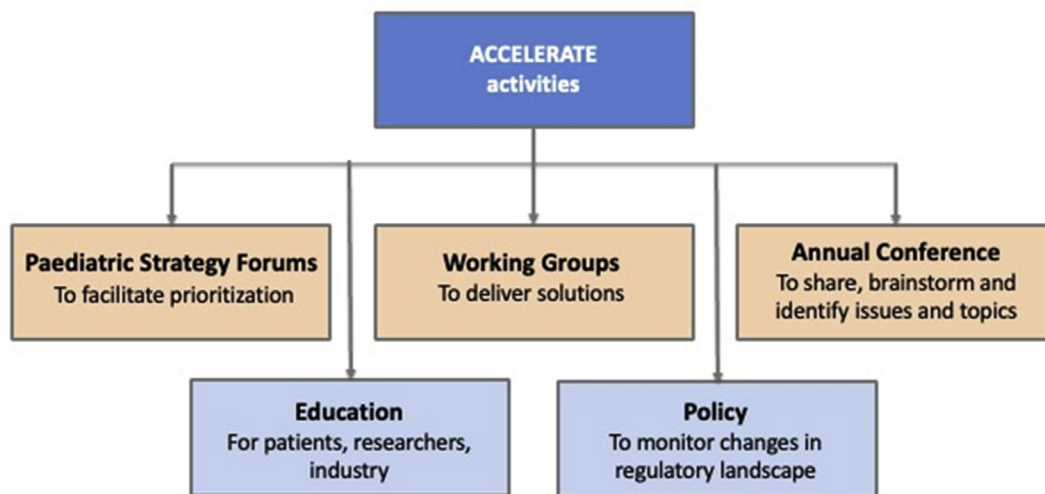 ACCELERATE
activities
Paediatric Strategy Forums
To facilitate prioritization
Working Groups
To deliver solutions
Annual Conference
To share, brainstorm and
identify issues and topics
Education
For patients, researchers,
industry
Policy
To monitor changes in
regulatory landscape